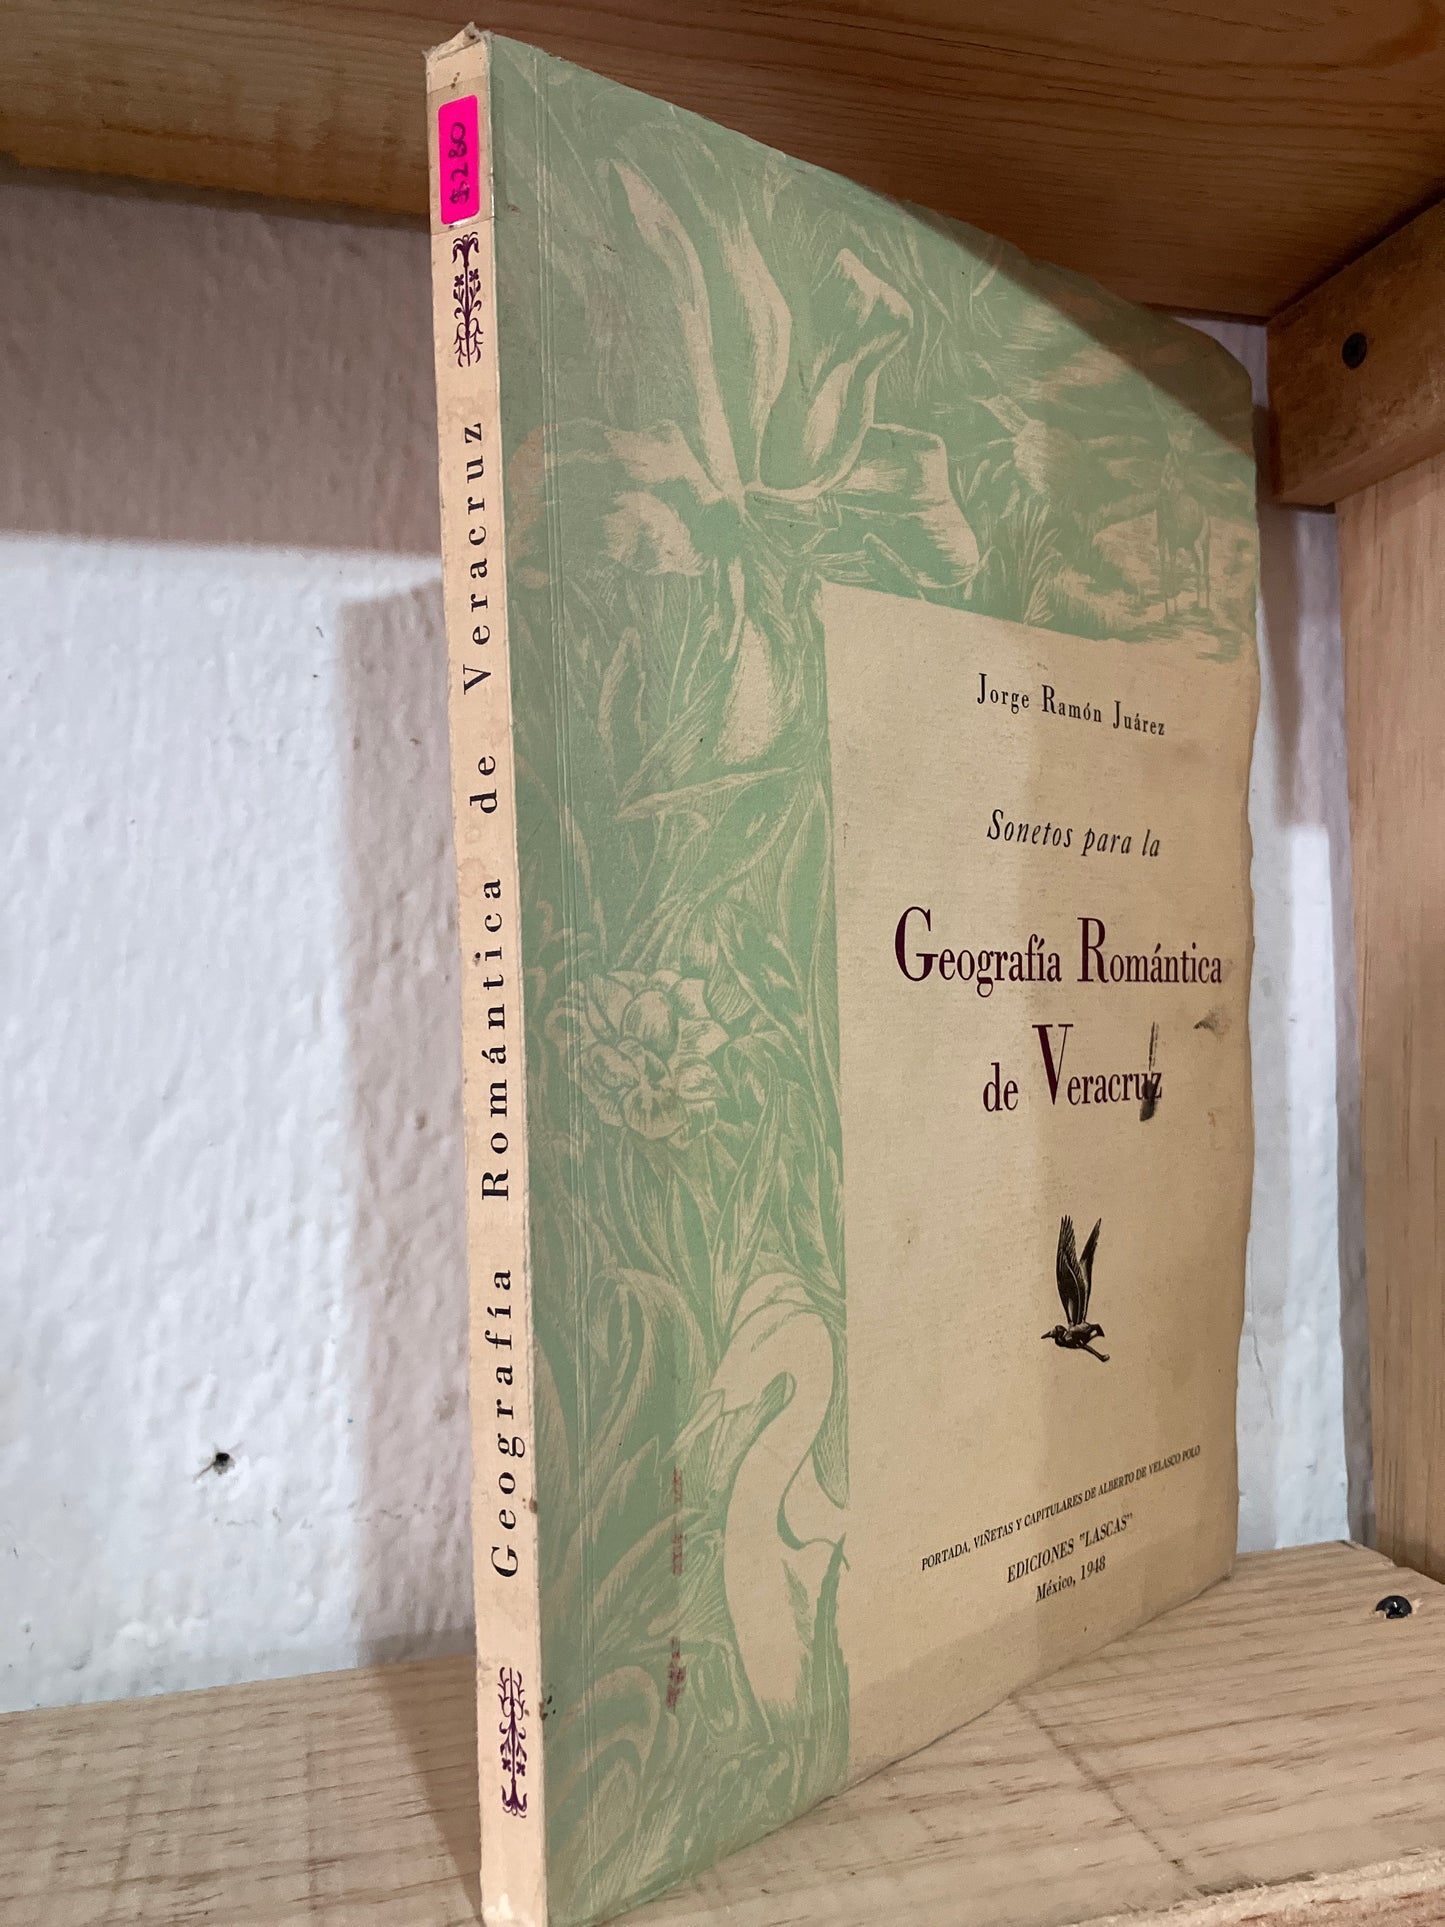 $280
Geografía Romántica de Veracruz
Jorge Ramón Juárez
Sonetos para la
Geografía Romántica
de Veracruz
PORTADA, VIÑETAS Y CAPITULARES DE ALBERTO DE VELASCO POLO
EDICIONES "LASCAS"
México, 1948